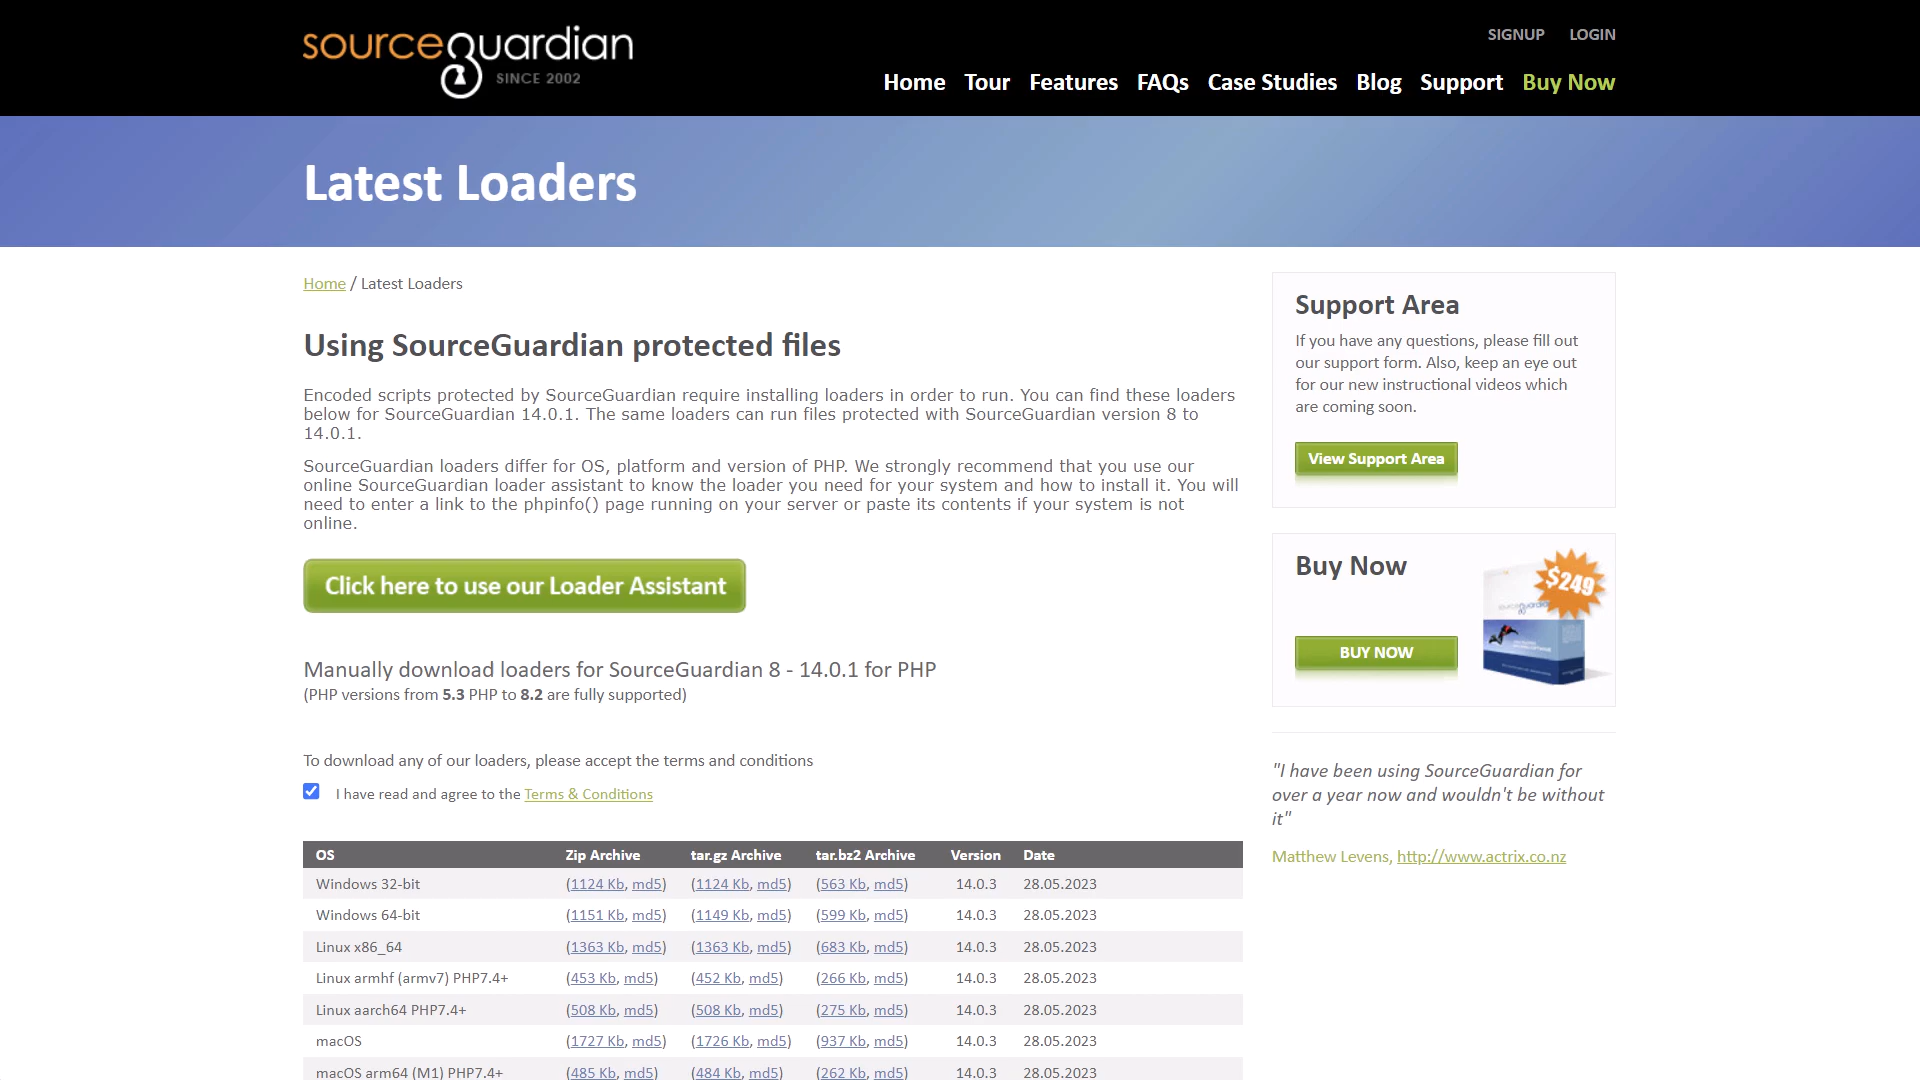 sourceguardian
SINCE 2002
SIGNUP LOGIN
Home Tour Features FAQs Case Studies Blog Support Buy Now
Latest Loaders
Home / Latest Loaders
Using SourceGuardian protected files
Encoded scripts protected by SourceGuardian require installing loaders in order to run. You can find these loaders
below for SourceGuardian 14.0.1. The same loaders can run files protected with SourceGuardian version 8 to
14.0.1.
SourceGuardian loaders differ for OS, platform and version of PHP. We strongly recommend that you use our
online SourceGuardian loader assistant to know the loader you need for your system and how to install it. You will
need to enter a link to the phpinfo() page running on your server or paste its contents if your system is not
online.
Click here to use our Loader Assistant
Manually download loaders for SourceGuardian 8 - 14.0.1 for PHP
(PHP versions from 5.3 PHP to 8.2 are fully supported)
To download any of our loaders, please accept the terms and conditions
I have read and agree to the Terms & Conditions
OS Zip Archive tar.gz Archive tar.bz2 Archive Version Date
Windows 32-bit (1124 Kb, md5) (1124 Kb, md5) (563 Kb, md5) 14.0.3 28.05.2023
Windows 64-bit (1151 Kb, md5) (1149 Kb, md5) (599 Kb, md5) 14.0.3 28.05.2023
Linux x86_64 (1363 Kb, md5) (1363 Kb, md5) (683 Kb, md5) 14.0.3 28.05.2023
Linux armhf (armv7) PHP7.4+ (453 Kb, md5) (452 Kb, md5) (266 Kb, md5) 14.0.3 28.05.2023
Linux aarch64 PHP7.4+ (508 Kb, md5) (508 Kb, md5) (275 Kb, md5) 14.0.3 28.05.2023
macOS (1727 Kb, md5) (1726 Kb, md5) (937 Kb, md5) 14.0.3 28.05.2023
macOS arm64 (M1) PHP7.4+ (485 Kb, md5) (484 Kb, md5) (262 Kb, md5) 14.0.3 28.05.2023
Support Area
If you have any questions, please fill out
our support form. Also, keep an eye out
for our new instructional videos which
are coming soon.
View Support Area
Buy Now
$249
sourceguardian
BUY NOW
"I have been using SourceGuardian for
over a year now and wouldn't be without
it"
Matthew Levens, http://www.actrix.co.nz